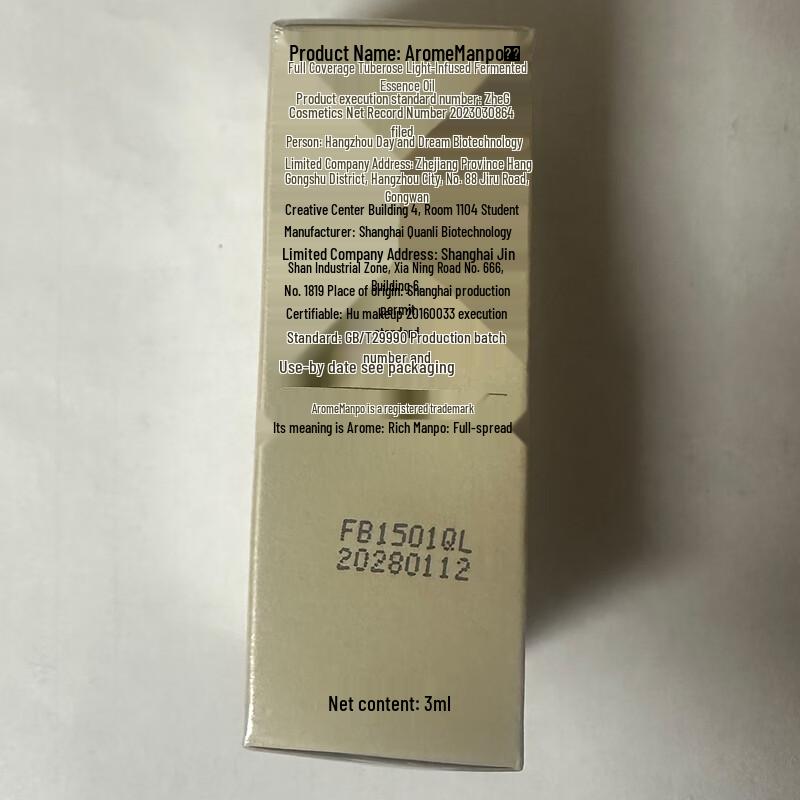 Product Name: AromeManpo
Full Coverage Tuberose Light-Infused Fermented
Essence Oil
Product execution standard number: ZheG
Cosmetics Net Record Number 2023030864
filed
Person: Hangzhou Day and Dream Biotechnology
Limited Company Address: Zhejiang Province Hang
Gongshu District, Hangzhou City, No. 88 Jiru Road,
Gongwan
Creative Center Building 4, Room 1104 Student
Manufacturer: Shanghai Quanli Biotechnology
Limited Company Address: Shanghai Jin
Shan Industrial Zone, Xia Ning Road No. 666,
Building 6,
No. 1819 Place of origin: Shanghai production
permit
Certifiable: Hu makeup 20160033 execution
standard
Standard: GB/T29990 Production batch
number and
Use-by date see packaging
AromeManpo is a registered trademark
Its meaning is Arome: Rich Manpo: Full-spread
FB1501QL
20280112
Net content: 3ml